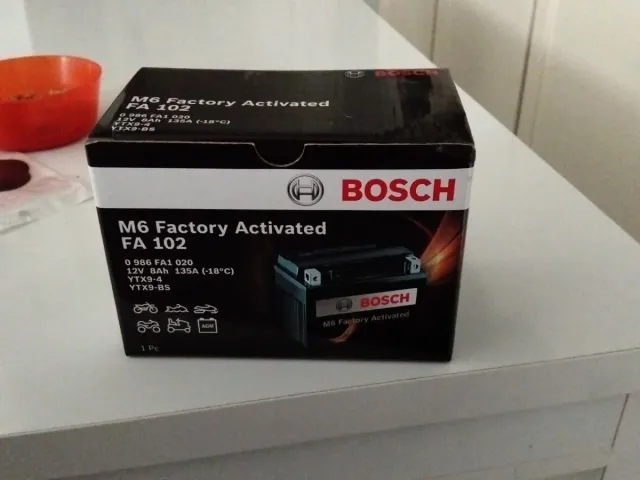 BOSCH
M6 Factory Activated
FA 102
0 986 FA1 020
12V 8Ah 135A (-18°C)
YTX9-4
YTX9-BS
BOSCH
M6 Factory Activated
FA 102
0 986 FA1 020
12V 8Ah 135A (-18°C)
YTX9-4
YTX9-BS
AGM
1 Pc
BOSCH
M6 Factory Activated